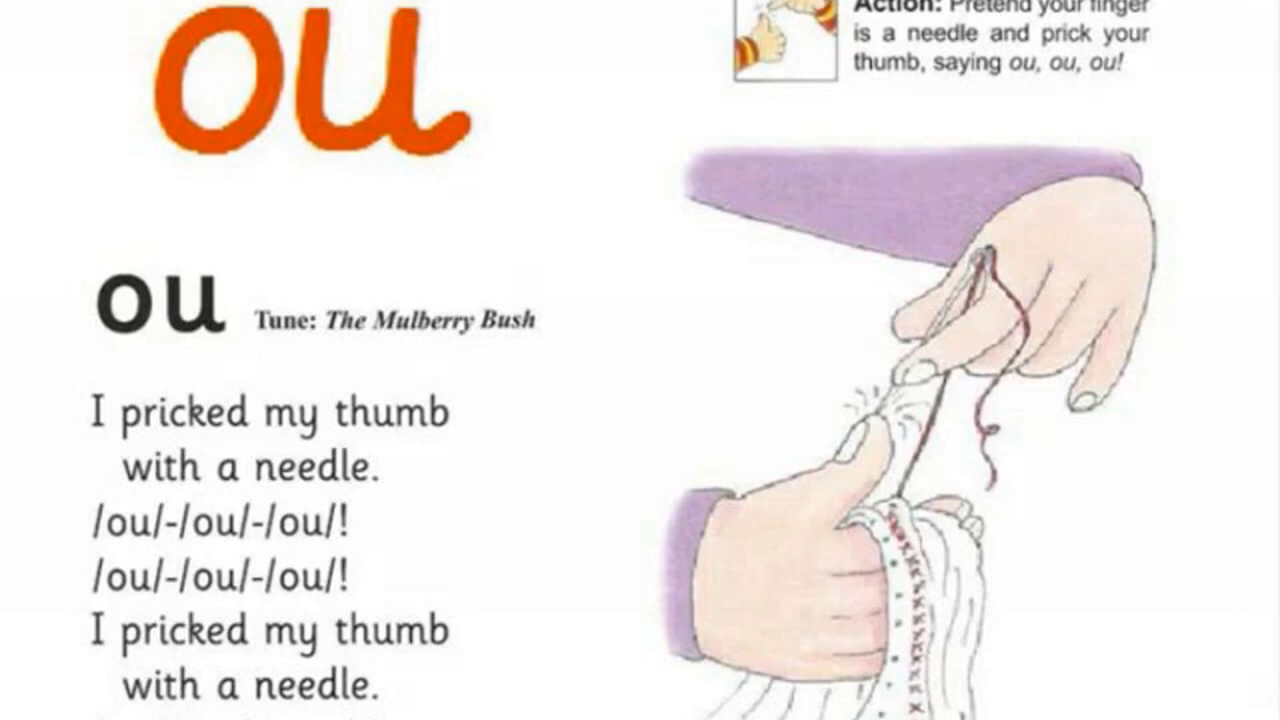 ou
Action: Pretend your finger
is a needle and prick your
thumb, saying ou, ou, ou!
ou Tune: The Mulberry Bush
I pricked my thumb
with a needle.
/ou/-/ou/-/ou/!
/ou/-/ou/-/ou/!
I pricked my thumb
with a needle.